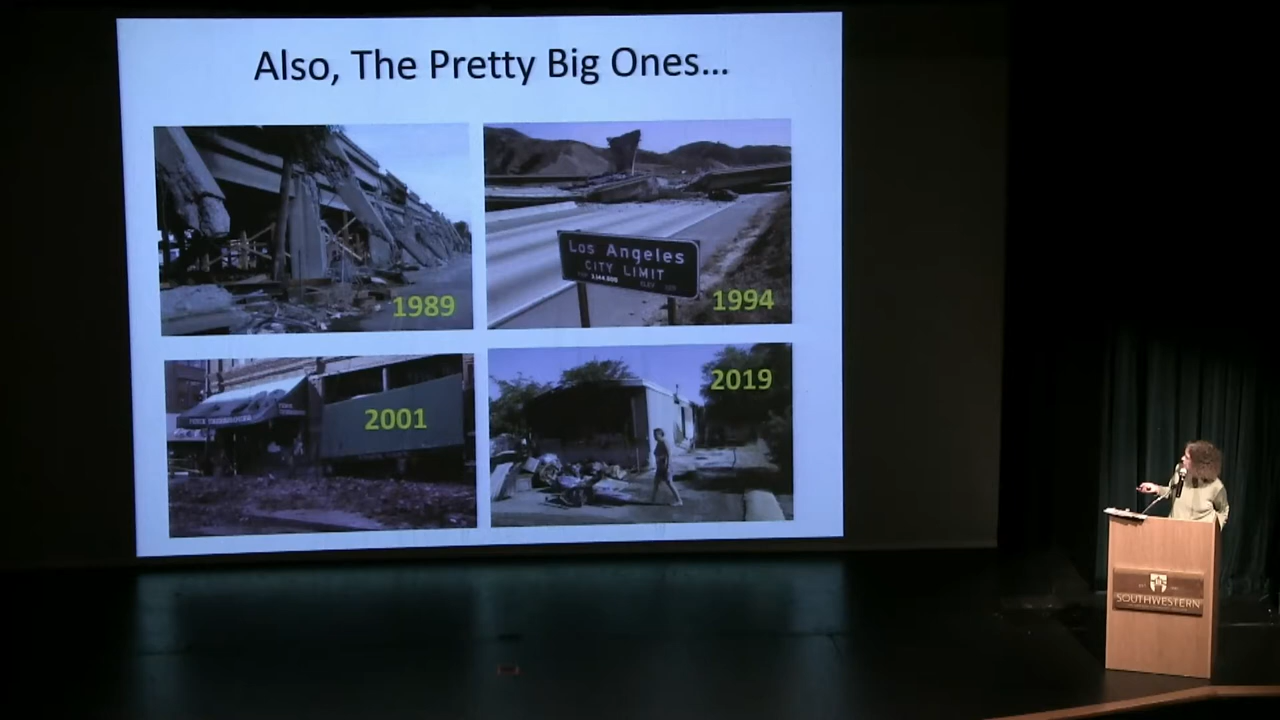 Also, The Pretty Big Ones…
Los Angeles
CITY LIMIT
1989
1994
2001
2019
SOUTHWESTERN